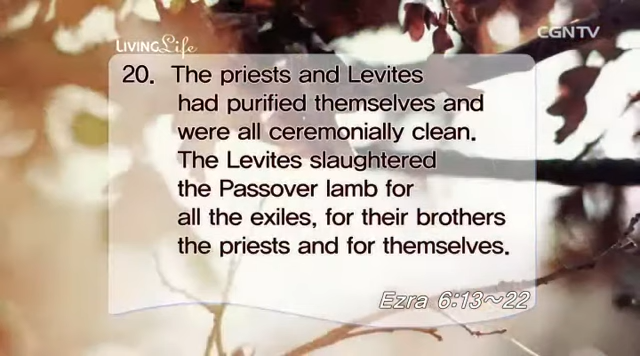 LIVING Life
CGNTV
20. The priests and Levites
had purified themselves and
were all ceremonially clean.
The Levites slaughtered
the Passover lamb for
all the exiles, for their brothers
the priests and for themselves.
Ezra 6:13~22